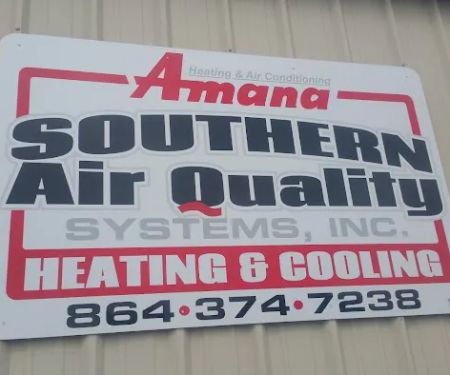 Heating & Air Conditioning
Amana
SOUTHERN
Air Quality
SYSTEMS, INC.
HEATING & COOLING
864•374•7238